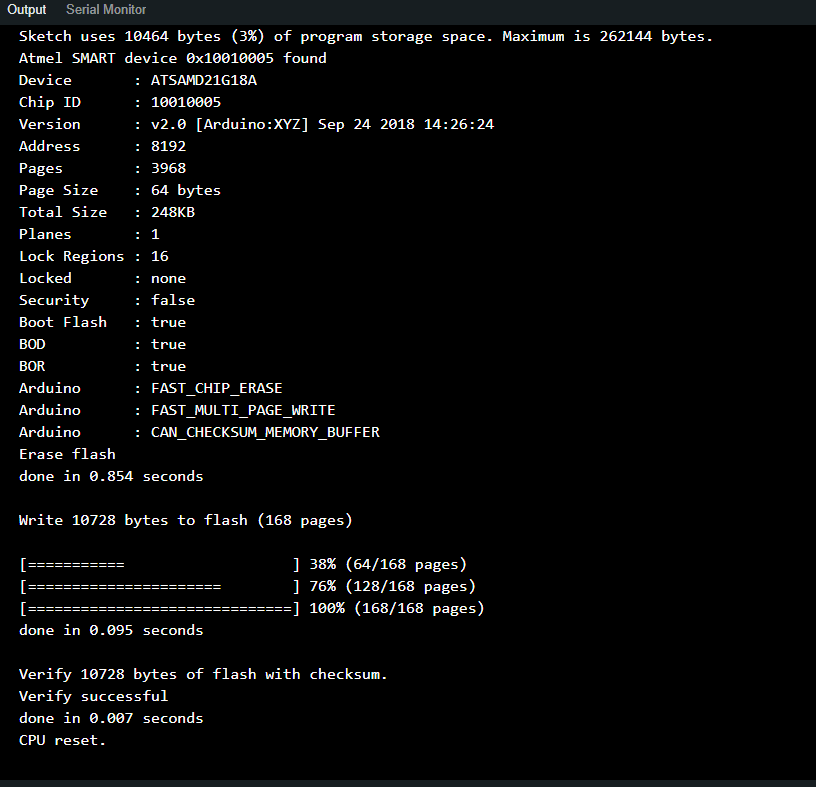 Output Serial Monitor
Sketch uses 10464 bytes (3%) of program storage space. Maximum is 262144 bytes.
Atmel SMART device 0x10010005 found
Device       : ATSAMD21G18A
Chip ID      : 10010005
Version      : v2.0 [Arduino:XYZ] Sep 24 2018 14:26:24
Address      : 8192
Pages        : 3968
Page Size    : 64 bytes
Total Size   : 248KB
Planes       : 1
Lock Regions : 16
Locked       : none
Security     : false
Boot Flash   : true
BOD          : true
BOR          : true
Arduino      : FAST_CHIP_ERASE
Arduino      : FAST_MULTI_PAGE_WRITE
Arduino      : CAN_CHECKSUM_MEMORY_BUFFER
Erase flash
done in 0.854 seconds
Write 10728 bytes to flash (168 pages)
[===========                   ] 38% (64/168 pages)
[======================        ] 76% (128/168 pages)
[==============================] 100% (168/168 pages)
done in 0.095 seconds
Verify 10728 bytes of flash with checksum.
Verify successful
done in 0.007 seconds
CPU reset.